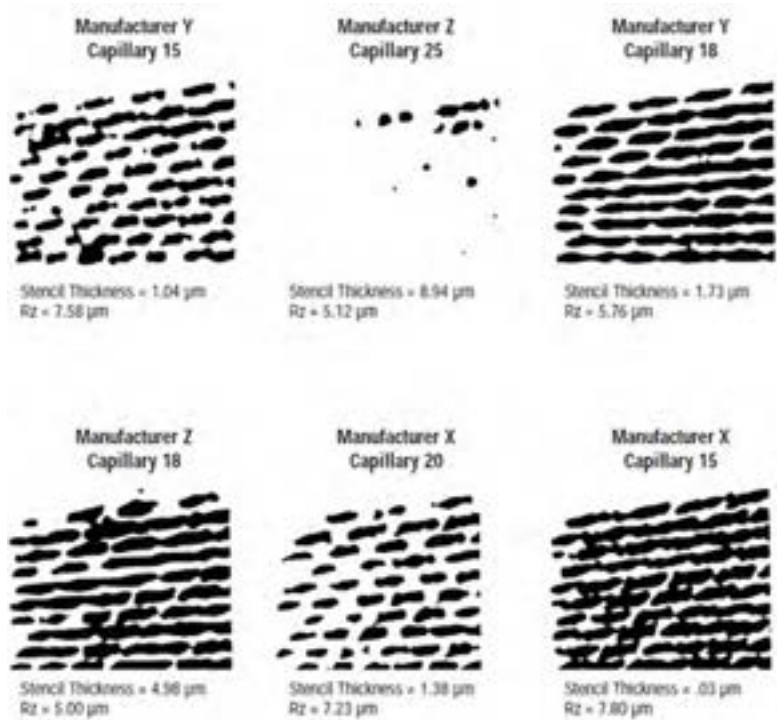 Manufacturer Y
Capillary 15
Manufacturer Z
Capillary 25
Manufacturer Y
Capillary 18
Stencil Thickness = 1.04 µm
Rz = 7.58 µm
Stencil Thickness = 8.94 µm
Rz = 5.12 µm
Stencil Thickness = 1.73 µm
Rz = 5.76 µm
Manufacturer Z
Capillary 18
Manufacturer X
Capillary 20
Manufacturer X
Capillary 15
Stencil Thickness = 4.98 µm
Rz = 5.00 µm
Stencil Thickness = 1.38 µm
Rz = 7.23 µm
Stencil Thickness = .03 µm
Rz = 7.80 µm